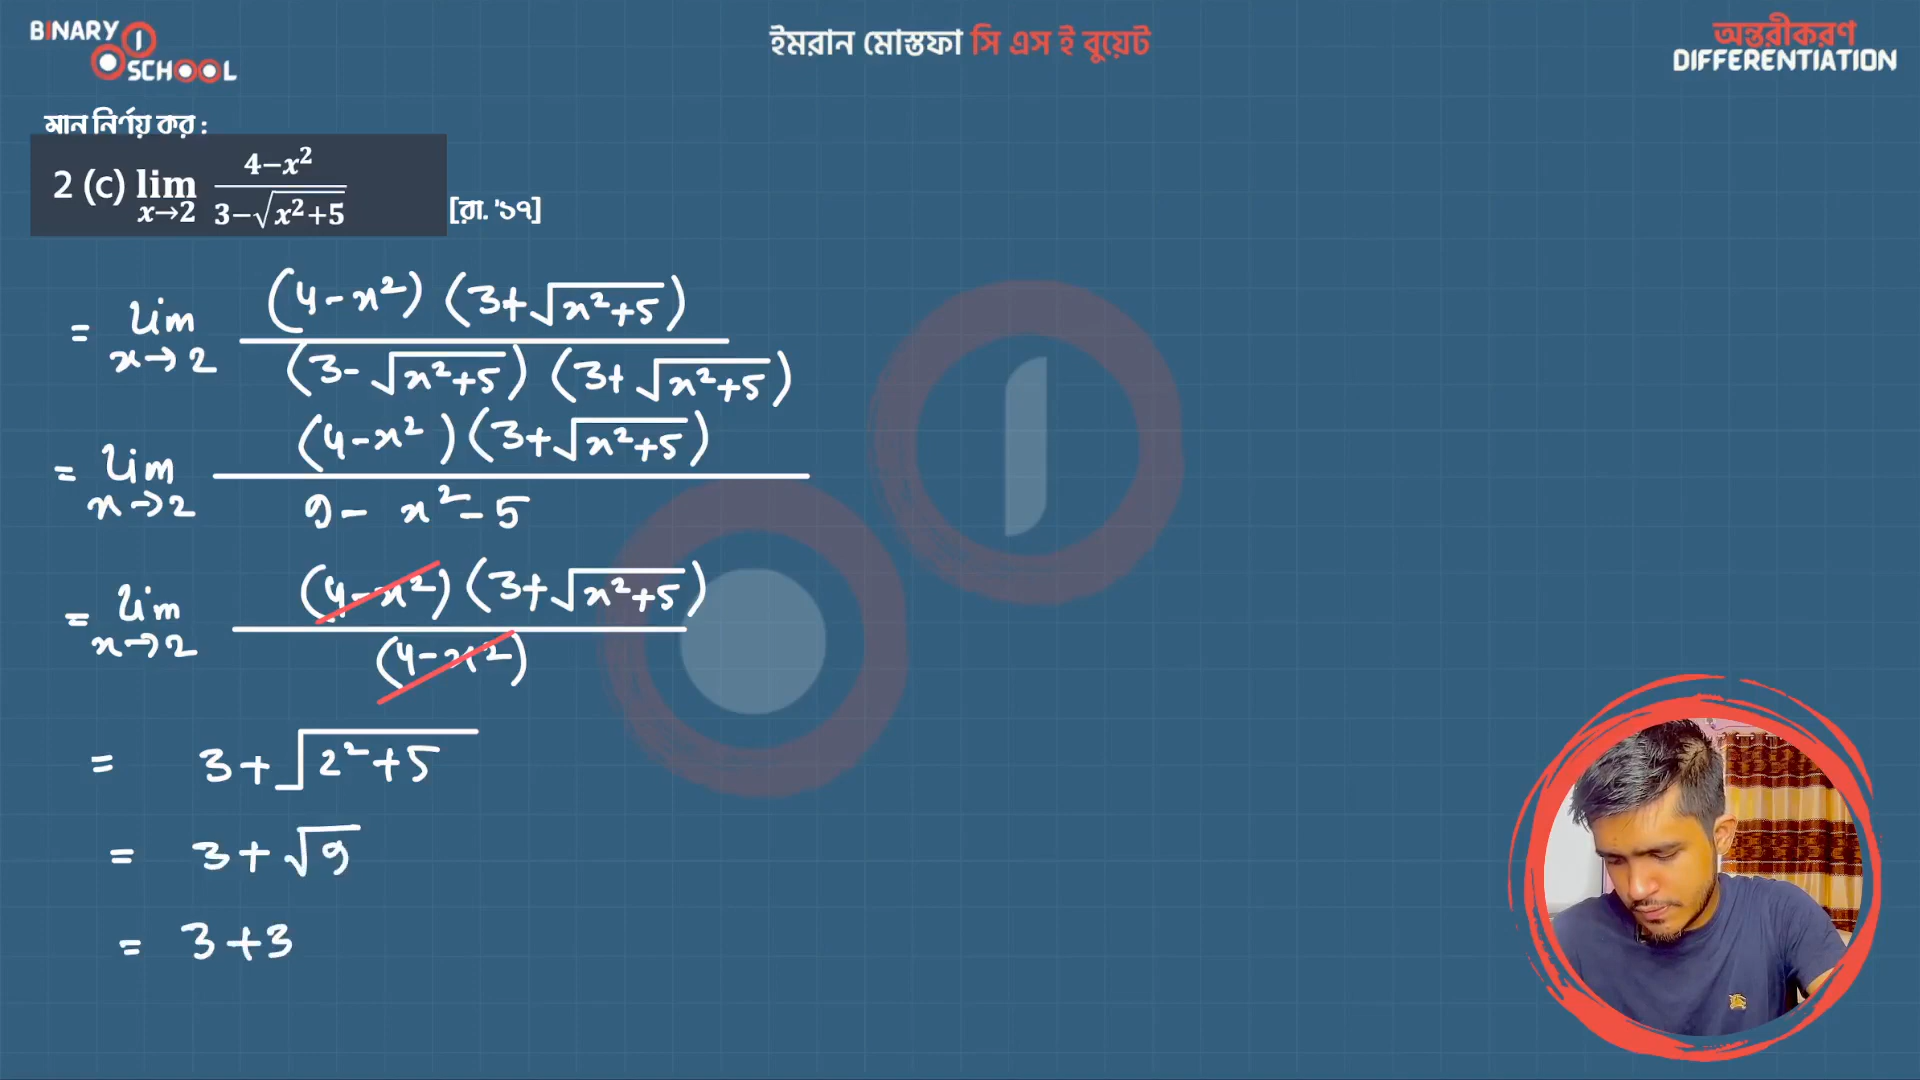 BINARY SCHOOL
ইমরান মোস্তফা সি এস ই বুয়েট
অন্তরীকরণ
DIFFERENTIATION
মান নির্ণয় কর :
2 (c) lim x→2 (4−x²)/(3−√(x²+5)) [রা. '১৭]
= lim x→2 (4-x²) (3+√(x²+5)) / (3-√(x²+5)) (3+√(x²+5))
= lim x→2 (4-x²) (3+√(x²+5)) / 9 - x² - 5
= lim x→2 (4-x²) (3+√(x²+5)) / (4-x²)
= 3+√(2²+5)
= 3+√9
= 3+3